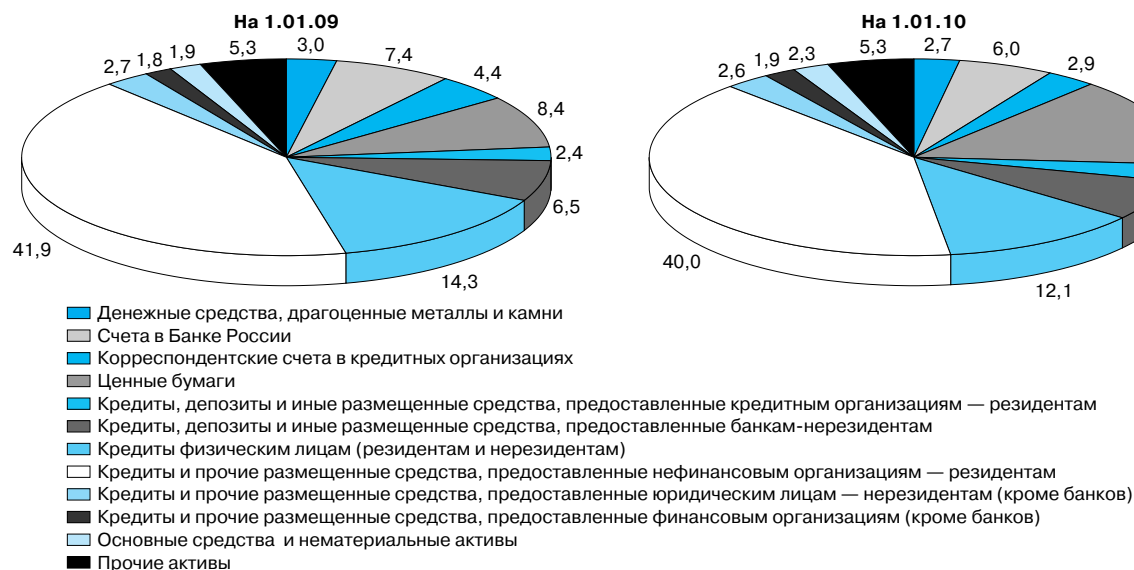 На 1.01.09
3,0
7,4
4,4
8,4
2,4
6,5
14,3
41,9
2,7
1,8
1,9
5,3
На 1.01.10
2,7
6,0
2,9
12,1
40,0
2,6
1,9
2,3
5,3
Денежные средства, драгоценные металлы и камни
Счета в Банке России
Корреспондентские счета в кредитных организациях
Ценные бумаги
Кредиты, депозиты и иные размещенные средства, предоставленные кредитным организациям — резидентам
Кредиты, депозиты и иные размещенные средства, предоставленные банкам-нерезидентам
Кредиты физическим лицам (резидентам и нерезидентам)
Кредиты и прочие размещенные средства, предоставленные нефинансовым организациям — резидентам
Кредиты и прочие размещенные средства, предоставленные юридическим лицам — нерезидентам (кроме банков)
Кредиты и прочие размещенные средства, предоставленные финансовым организациям (кроме банков)
Основные средства и нематериальные активы
Прочие активы